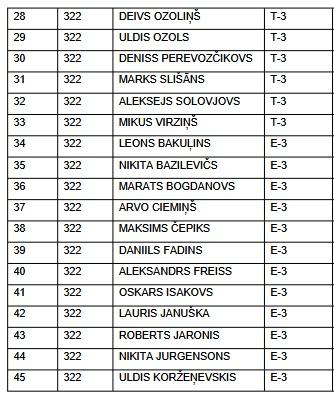 28 322 DEIVS OZOLIŅŠ T-3
29 322 ULDIS OZOLS T-3
30 322 DENISS PEREVOZČIKOVS T-3
31 322 MARKS SLIŠĀNS T-3
32 322 ALEKSEJS SOLOVJOVS T-3
33 322 MIKUS VIRZIŅŠ T-3
34 322 LEONS BAKUĻINS E-3
35 322 NIKITA BAZILEVIČS E-3
36 322 MARATS BOGDANOVS E-3
37 322 ARVO CIEMIŅŠ E-3
38 322 MAKSIMS ČEPIKS E-3
39 322 DANIILS FADINS E-3
40 322 ALEKSANDRS FREISS E-3
41 322 OSKARS ISAKOVS E-3
42 322 LAURIS JANUŠKA E-3
43 322 ROBERTS JARONIS E-3
44 322 NIKITA JURGENSONS E-3
45 322 ULDIS KORŽEŅEVSKIS E-3